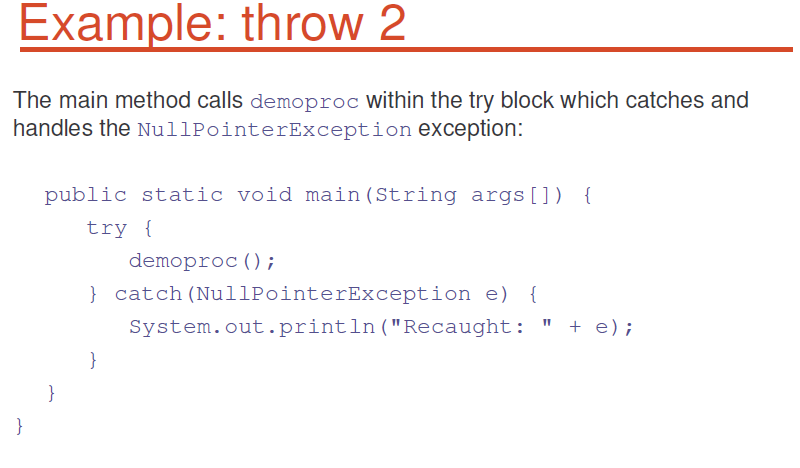 Example: throw 2
The main method calls demoproc within the try block which catches and
handles the NullPointerException exception:
public static void main(String args[]) {
try {
demoproc();
} catch(NullPointerException e) {
System.out.println("Recaught: " + e);
}
}
}